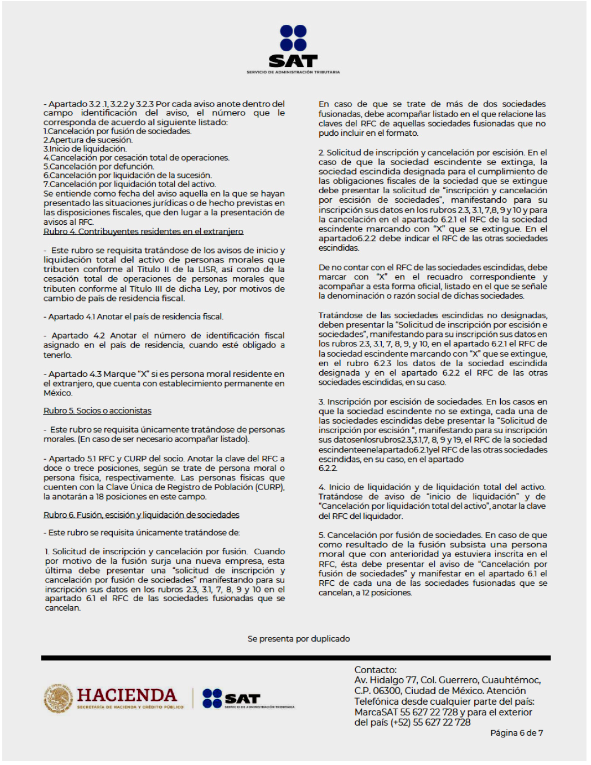 SAT
SERVICIO DE ADMINISTRACIÓN TRIBUTARIA
- Apartado 3.2 .1, 3.2.2 y 3.2.3 Por cada aviso anote dentro del
campo identificación del aviso, el número que le
corresponda de acuerdo al siguiente listado:
1.Cancelación por fusión de sociedades.
2.Apertura de sucesión.
3.Inicio de liquidación.
4.Cancelación por cesación total de operaciones.
5.Cancelación por defunción.
6.Cancelación por liquidación de la sucesión.
7.Cancelación por liquidación total del activo.
Se entiende como fecha del aviso aquella en la que se hayan
presentado las situaciones jurídicas o de hecho previstas en
las disposiciones fiscales, que den lugar a la presentación de
avisos al RFC.
Rubro 4. Contribuyentes residentes en el extranjero
- Este rubro se requisita tratándose de los avisos de inicio y
liquidación total del activo de personas morales que
tributen conforme al Titulo II de la LISR, así como de la
cesación total de operaciones de personas morales que
tributen conforme al Titulo III de dicha Ley, por motivos de
cambio de país de residencia fiscal.
- Apartado 4.1 Anotar el país de residencia fiscal.
- Apartado 4.2 Anotar el número de identificación fiscal
asignado en el país de residencia, cuando esté obligado a
tenerlo.
- Apartado 4.3 Marque "X" si es persona moral residente en
el extranjero, que cuenta con establecimiento permanente en
México.
Rubro 5. Socios o accionistas
- Este rubro se requisita únicamente tratándose de personas
morales. (En caso de ser necesario acompañar listado).
- Apartado 5.1 RFC y CURP del socio. Anotar la clave del RFC a
doce o trece posiciones, según se trate de persona moral o
persona física, respectivamente. Las personas físicas que
cuenten con la Clave Única de Registro de Población (CURP),
la anotarán a 18 posiciones en este campo.
Rubro 6. Fusión, escisión y liquidación de sociedades
- Este rubro se requisita únicamente tratándose de:
1. Solicitud de inscripción y cancelación por fusión. Cuando
por motivo de la fusión surja una nueva empresa, esta
última debe presentar una "solicitud de inscripción y
cancelación por fusión de sociedades" manifestando para su
inscripción sus datos en los rubros 2.3, 3.1, 7, 8, 9 y 10 y en el
apartado 6.1 el RFC de las sociedades fusionadas que se
cancelan.
En caso de que se trate de más de dos sociedades
fusionadas, debe acompañar listado en el que relacione las
claves del RFC de aquellas sociedades fusionadas que no
pudo incluir en el formato.
2. Solicitud de inscripción y cancelación por escisión. En el
caso de que la sociedad escindente se extinga, la
sociedad escindida designada para el cumplimiento de
las obligaciones fiscales de la sociedad que se extingue
debe presentar la solicitud de "inscripción y cancelación
por escisión de sociedades", manifestando para su
inscripción sus datos en los rubros 2.3, 3.1, 7,8, 9 y 10 y para
la cancelación en el apartado 6.2.1 el RFC de la sociedad
escindente marcando con "X" que se extingue. En el
apartado6.2.2 debe indicar el RFC de las otras sociedades
escindidas.
De no contar con el RFC de las sociedades escindidas, debe
marcar con "X" en el recuadro correspondiente y
acompañar a esta forma oficial, listado en el que se señale
la denominación o razón social de dichas sociedades.
Tratándose de las sociedades escindidas no designadas,
deben presentar la "Solicitud de inscripción por escisión e
sociedades", manifestando para su inscripción sus datos en
los rubros 2.3, 3.1, 7, 8, 9, y 10, en el apartado 6.2.1 el RFC de
la sociedad escindente marcando con "X" que se extingue,
en el rubro 6.2.3 los datos de la sociedad escindida
designada y en el apartado 6.2.2 el RFC de las otras
sociedades escindidas, en su caso.
3. Inscripción por escisión de sociedades. En los casos en
que la sociedad escindente no se extinga, cada una de
las sociedades escindidas debe presentar la "Solicitud de
inscripción por escisión ", manifestando para su inscripción
sus datosenlosrubros2.3,3.1,7, 8, 9 y 19, el RFC de la sociedad
escindenteenelapartado6.2.1yel RFC de las otras sociedades
escindidas, en su caso, en el apartado
6.2.2.
4. Inicio de liquidación y de liquidación total del activo.
Tratándose de aviso de "inicio de liquidación" y de
"Cancelación por liquidación total del activo", anotar la clave
del RFC del liquidador.
5. Cancelación por fusión de sociedades. En caso de que
como resultado de la fusión subsista una persona
moral que con anterioridad ya estuviera inscrita en el
RFC, ésta debe presentar el aviso de "Cancelación por
fusión de sociedades" y manifestar en el apartado 6.1 el
RFC de cada una de las sociedades fusionadas que se
cancelan, a 12 posiciones.
Se presenta por duplicado
HACIENDA
SECRETARÍA DE HACIENDA Y CRÉDITO PÚBLICO
SAT
SERVICIO DE ADMINISTRACIÓN TRIBUTARIA
Contacto:
Av. Hidalgo 77, Col. Guerrero, Cuauhtémoc,
C.P. 06300, Ciudad de México. Atención
Telefónica desde cualquier parte del país:
MarcaSAT 55 627 22 728 y para el exterior
del país (+52) 55 627 22 728
Página 6 de 7